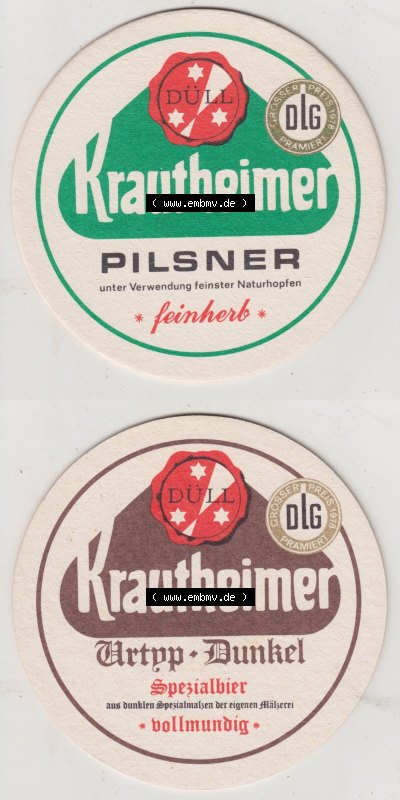 DÜLL
GROSSER PREIS 1978
DLG
PRÄMIERT
Krautheimer
( www.embmv.de )
PILSNER
unter Verwendung feinster Naturhopfen
* feinherb *
DÜLL
GROSSER PREIS 1978
DLG
PRÄMIERT
Krautheimer
( www.embmv.de )
Urtyp • Dunkel
Spezialbier
aus dunklen Spezialmalzen der eigenen Mälzerei
* vollmundig *